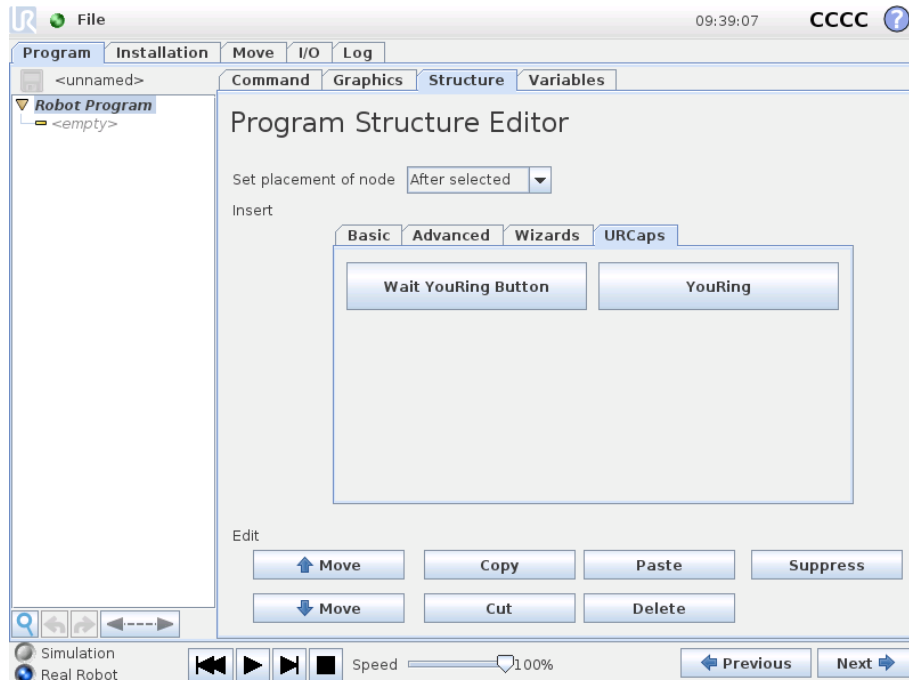 UR File 09:39:07 CCCC ?
Program Installation Move I/O Log
<unnamed> Command Graphics Structure Variables
Robot Program
<empty>
Program Structure Editor
Set placement of node After selected
Insert
Basic Advanced Wizards URCaps
Wait YouRing Button YouRing
Edit
Move Copy Paste Suppress
Move Cut Delete
Simulation
Real Robot
Speed 100% Previous Next